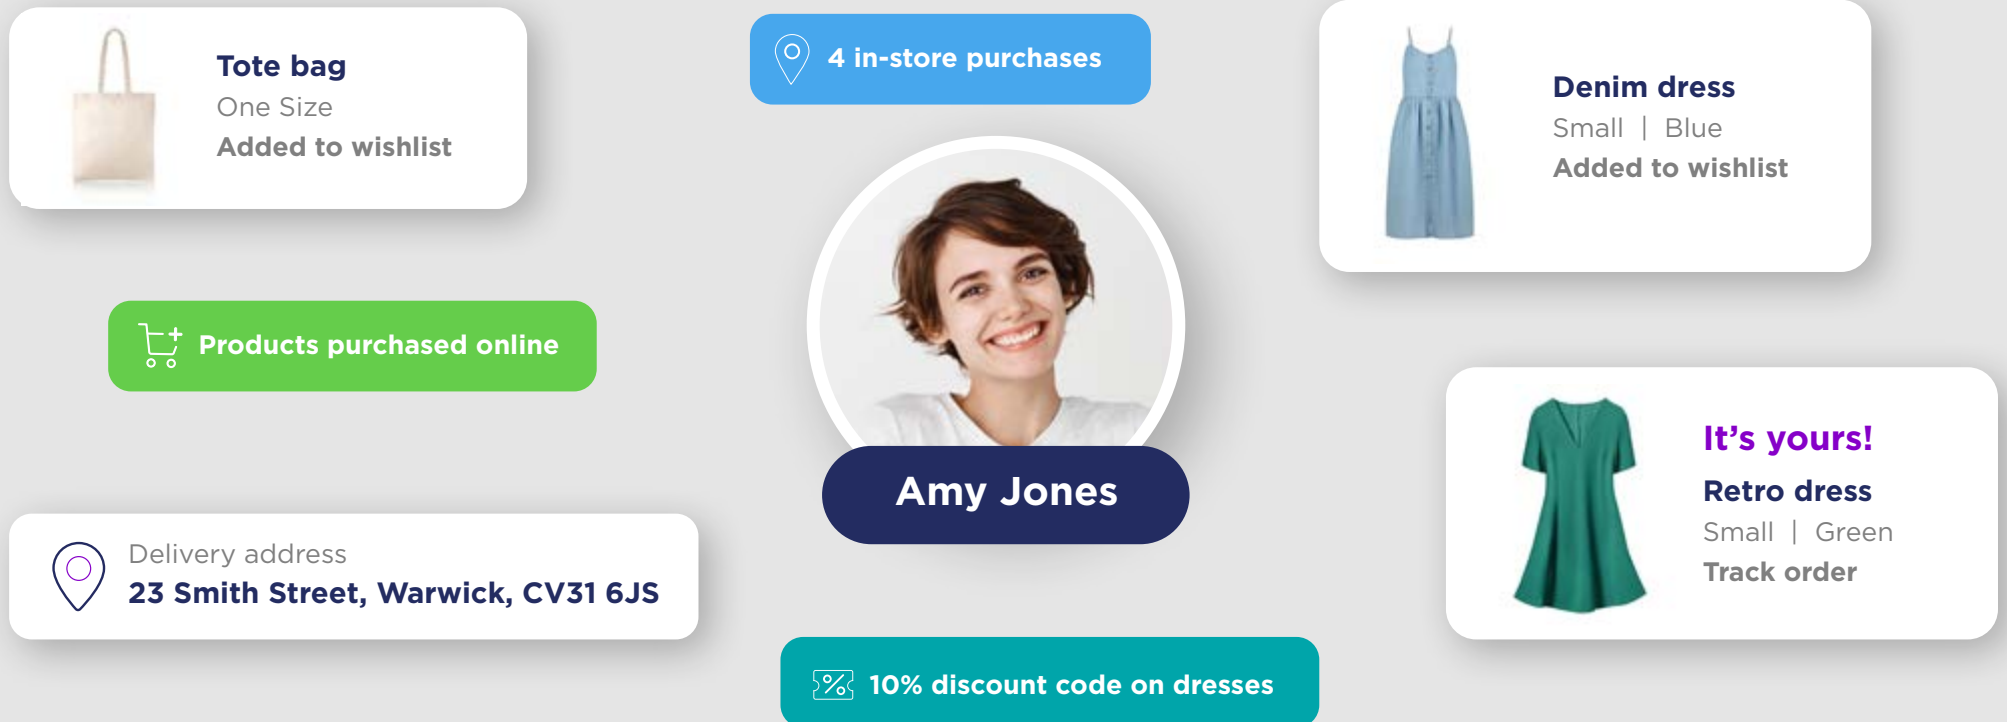 Tote bag
One Size
Added to wishlist
4 in-store purchases
Denim dress
Small | Blue
Added to wishlist
Products purchased online
Amy Jones
It’s yours!
Retro dress
Small | Green
Track order
Delivery address
23 Smith Street, Warwick, CV31 6JS
10% discount code on dresses